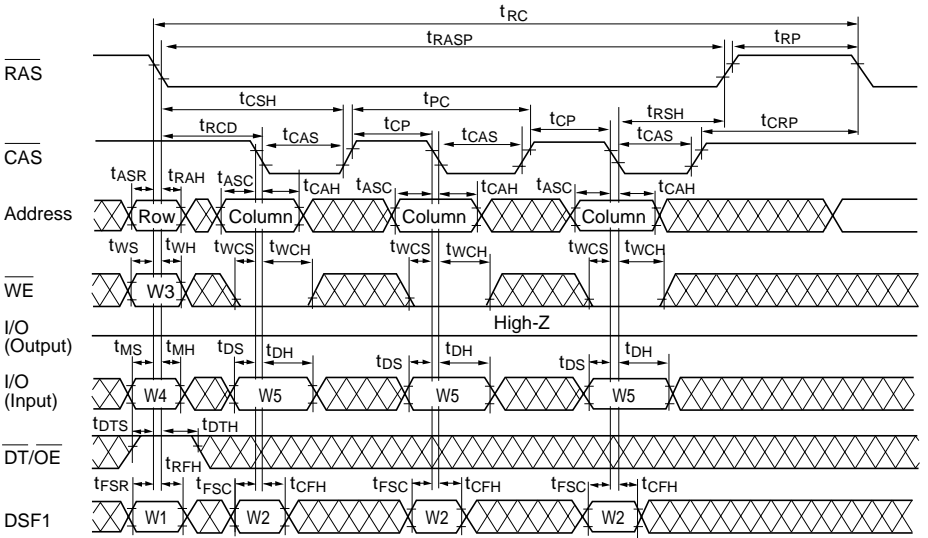 tRC
tRASP tRP
RAS
tCSH tPC tRSH
tRCD tCAS tCP tCAS tCP tCAS tCRP
CAS
tASR tRAH tASC tCAH tASC tCAH tASC tCAH
Address Row Column Column Column
tWS tWH tWCS tWCH tWCS tWCH tWCS tWCH
WE W3
I/O (Output) High-Z
tMS tMH tDS tDH tDS tDH tDS tDH
I/O (Input) W4 W5 W5 W5
tDTS tDTH
DT/OE
tRFH
tFSR tFSC tCFH tFSC tCFH tFSC tCFH
DSF1 W1 W2 W2 W2